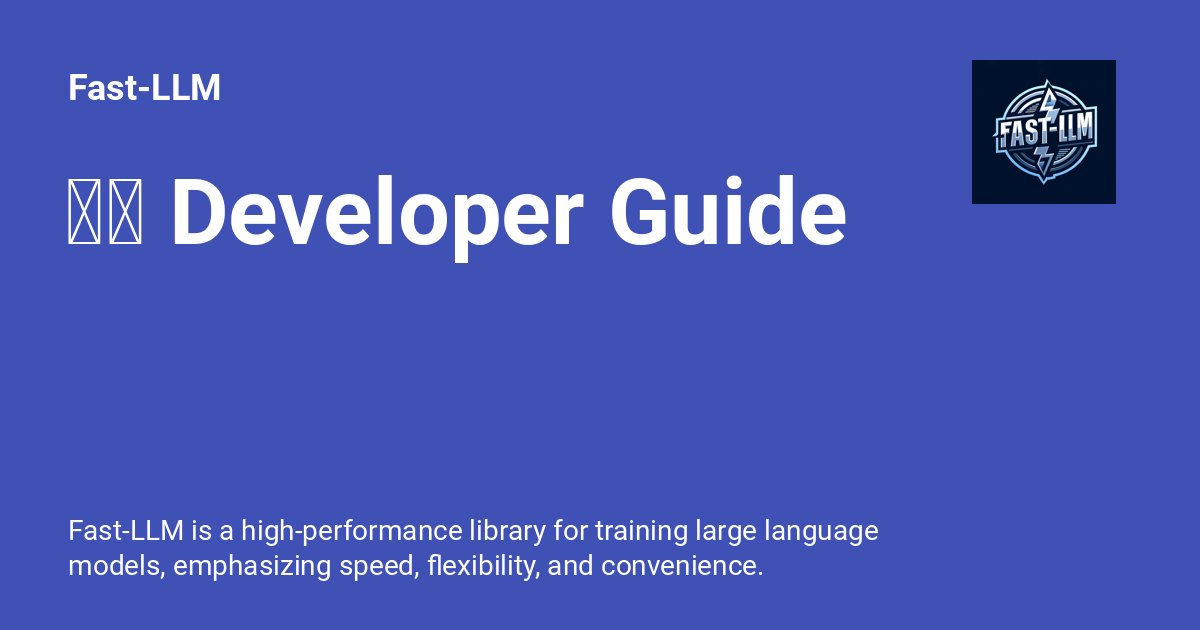 Fast-LLM
FAST-LLM
Developer Guide
Fast-LLM is a high-performance library for training large language
models, emphasizing speed, flexibility, and convenience.